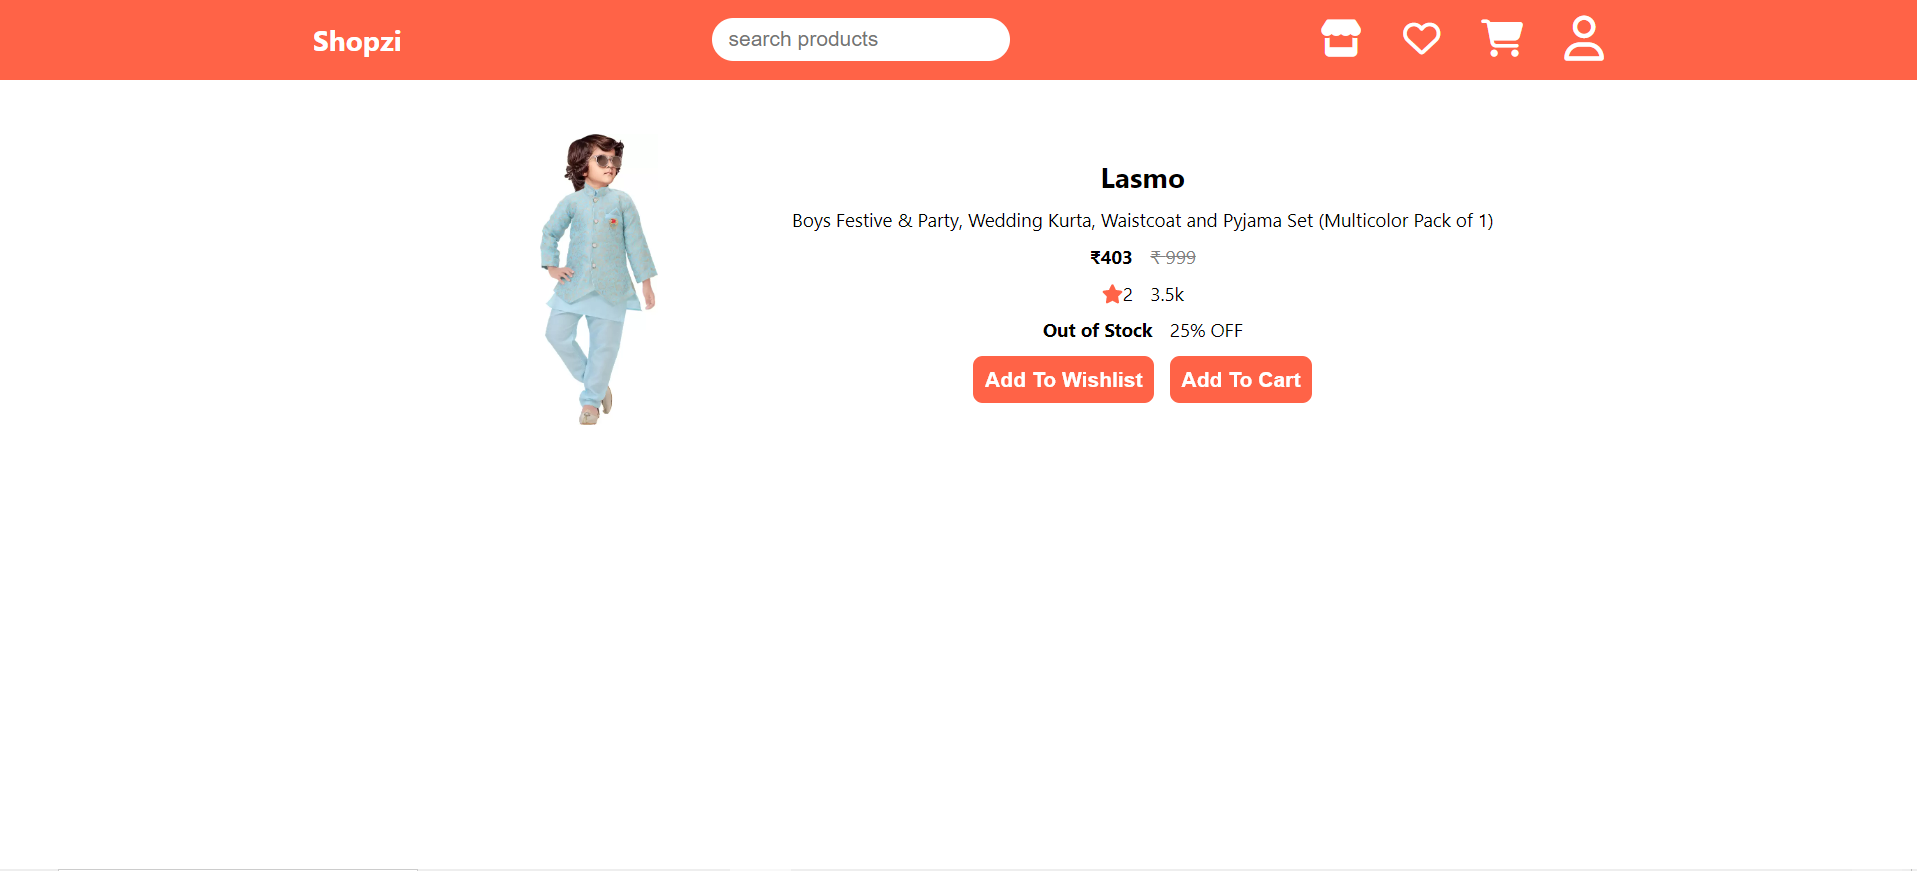 Shopzi
search products
Lasmo
Boys Festive & Party, Wedding Kurta, Waistcoat and Pyjama Set (Multicolor Pack of 1)
₹403 ₹ 999
2 3.5k
Out of Stock 25% OFF
Add To Wishlist Add To Cart